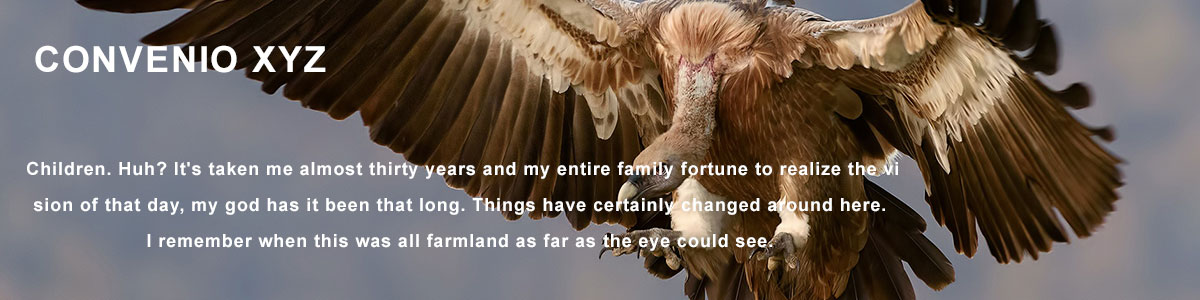 CONVENIO XYZ
Children. Huh? It's taken me almost thirty years and my entire family fortune to realize the vi
sion of that day, my god has it been that long. Things have certainly changed around here.
I remember when this was all farmland as far as the eye could see.